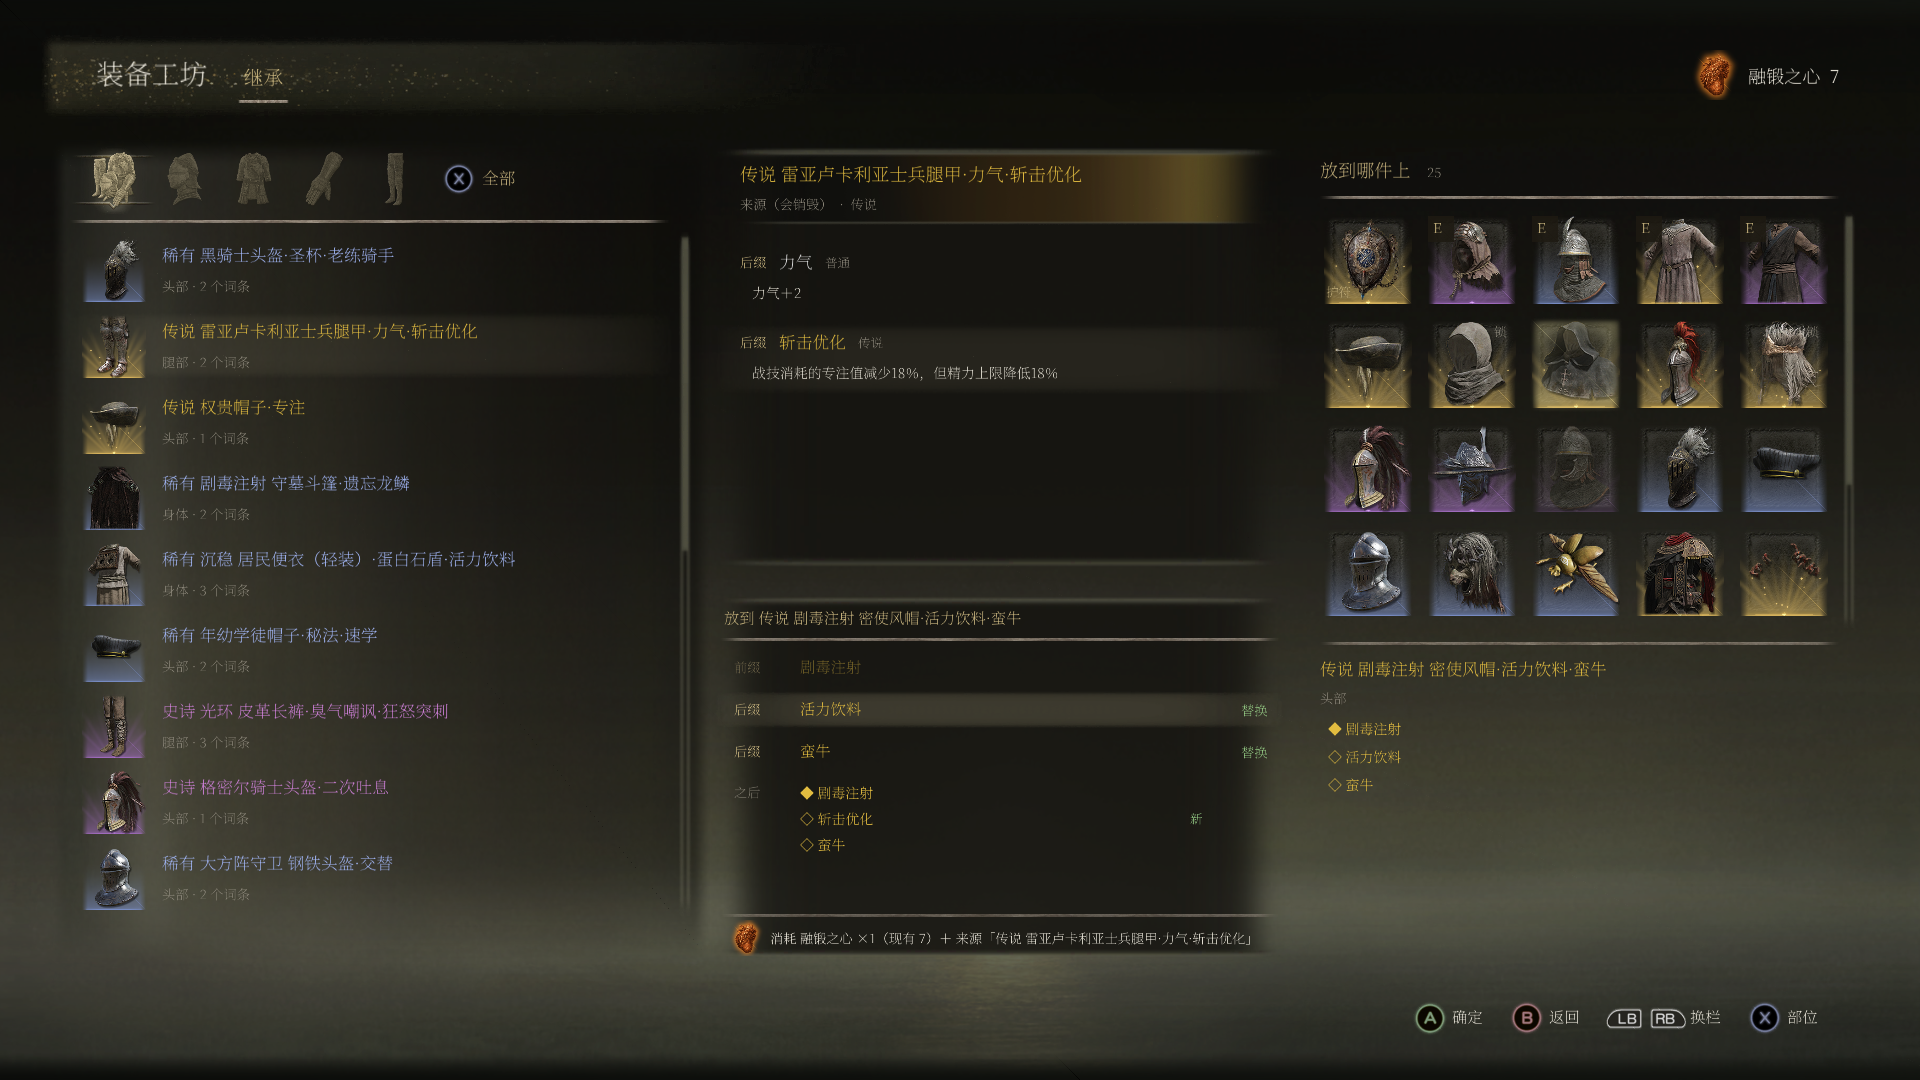 装备工坊 继承
融锻之心 7
全部
稀有 黑骑士头盔·圣杯·老练骑手
头部 · 2 个词条
传说 雷亚卢卡利亚士兵腿甲·力气·斩击优化
腿部 · 2 个词条
传说 权贵帽子·专注
头部 · 1 个词条
稀有 剧毒注射 守墓斗篷·遗忘龙鳞
身体 · 2 个词条
稀有 沉稳 居民便衣（轻装）·蛋白石盾·活力饮料
身体 · 3 个词条
稀有 年幼学徒帽子·秘法·速学
头部 · 2 个词条
史诗 光环 皮革长裤·臭气嘲讽·狂怒突刺
腿部 · 3 个词条
史诗 格密尔骑士头盔·二次吐息
头部 · 1 个词条
稀有 大方阵守卫 钢铁头盔·交替
头部 · 2 个词条
传说 雷亚卢卡利亚士兵腿甲·力气·斩击优化
来源（会销毁） · 传说
后缀 力气 普通
力气＋2
后缀 斩击优化 传说
战技消耗的专注值减少18%，但精力上限降低18%
放到 传说 剧毒注射 密使风帽·活力饮料·蛮牛
前缀 剧毒注射
后缀 活力饮料 替换
后缀 蛮牛 替换
之后 ◆ 剧毒注射
◇ 斩击优化 新
◇ 蛮牛
消耗 融锻之心 ×1（现有 7）＋ 来源「传说 雷亚卢卡利亚士兵腿甲·力气·斩击优化」
放到哪件上 25
E E E E
护符
传说 剧毒注射 密使风帽·活力饮料·蛮牛
头部
◆ 剧毒注射
◇ 活力饮料
◇ 蛮牛
A 确定 B 返回 LB RB 换栏 X 部位